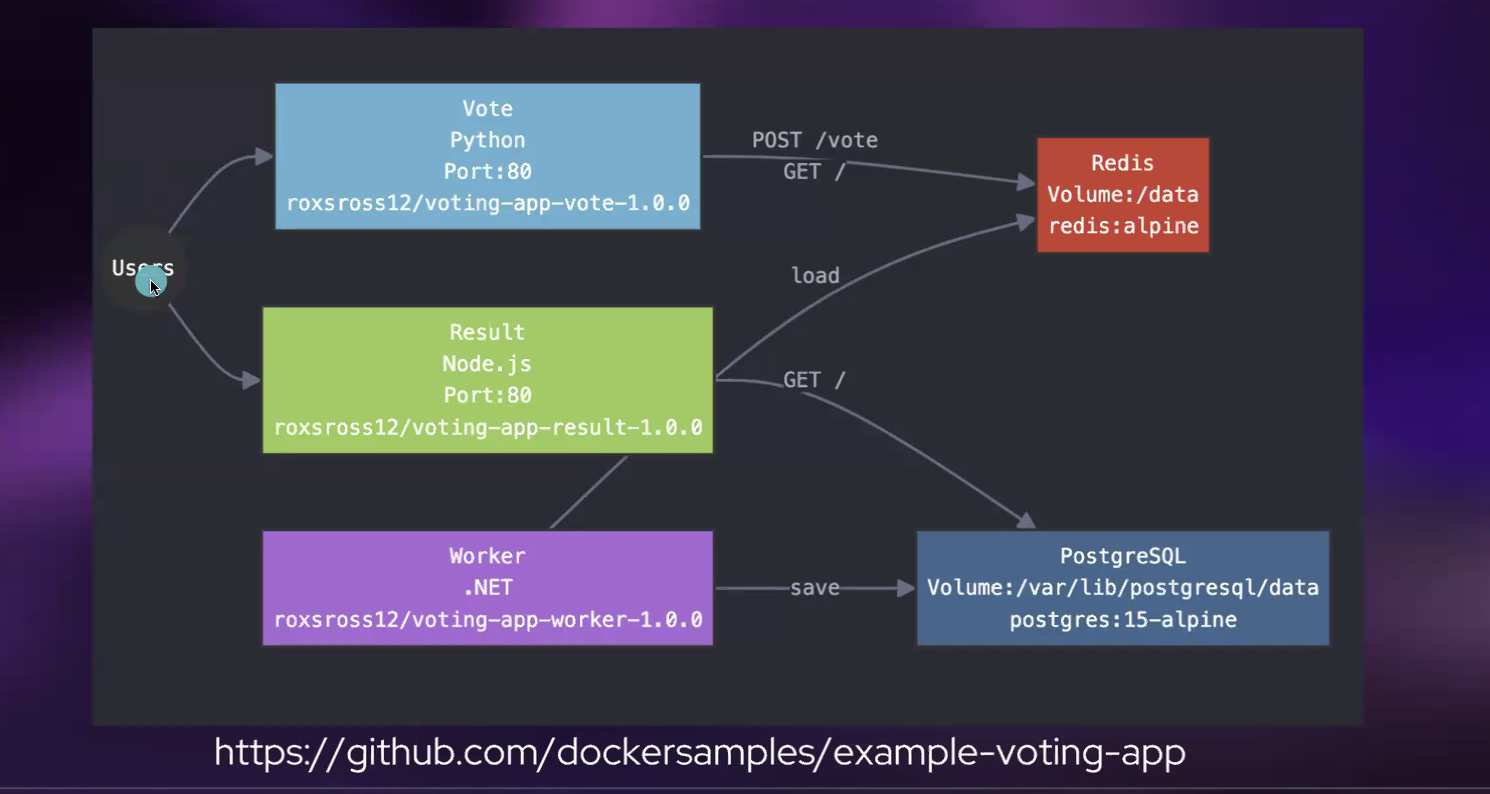 Vote
Python
Port:80
roxsross12/voting-app-vote-1.0.0
POST /vote
GET /
Redis
Volume:/data
redis:alpine
Users
load
Result
Node.js
Port:80
roxsross12/voting-app-result-1.0.0
GET /
Worker
.NET
roxsross12/voting-app-worker-1.0.0
save
PostgreSQL
Volume:/var/lib/postgresql/data
postgres:15-alpine
https://github.com/dockersamples/example-voting-app